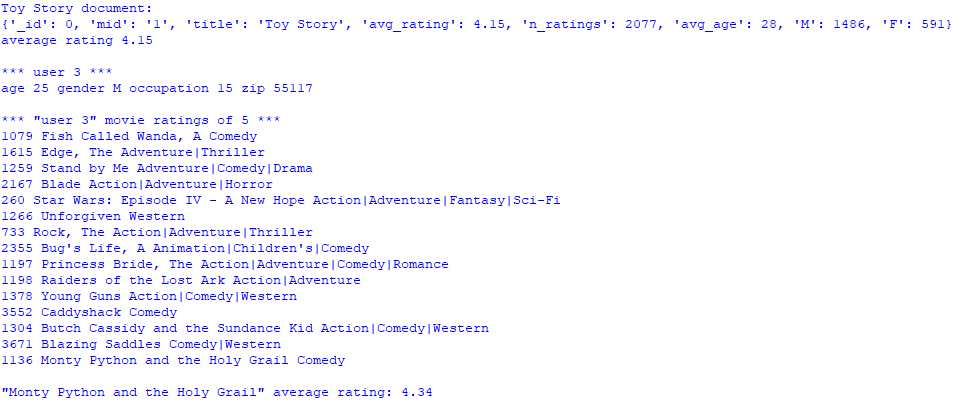 Toy Story document:
{'_id': 0, 'mid': '1', 'title': 'Toy Story', 'avg_rating': 4.15, 'n_ratings': 2077, 'avg_age': 28, 'M': 1486, 'F': 591}
average rating 4.15
*** user 3 ***
age 25 gender M occupation 15 zip 55117
*** "user 3" movie ratings of 5 ***
1079 Fish Called Wanda, A Comedy
1615 Edge, The Adventure|Thriller
1259 Stand by Me Adventure|Comedy|Drama
2167 Blade Action|Adventure|Horror
260 Star Wars: Episode IV - A New Hope Action|Adventure|Fantasy|Sci-Fi
1266 Unforgiven Western
733 Rock, The Action|Adventure|Thriller
2355 Bug's Life, A Animation|Children's|Comedy
1197 Princess Bride, The Action|Adventure|Comedy|Romance
1198 Raiders of the Lost Ark Action|Adventure
1378 Young Guns Action|Comedy|Western
3552 Caddyshack Comedy
1304 Butch Cassidy and the Sundance Kid Action|Comedy|Western
3671 Blazing Saddles Comedy|Western
1136 Monty Python and the Holy Grail Comedy
"Monty Python and the Holy Grail" average rating: 4.34